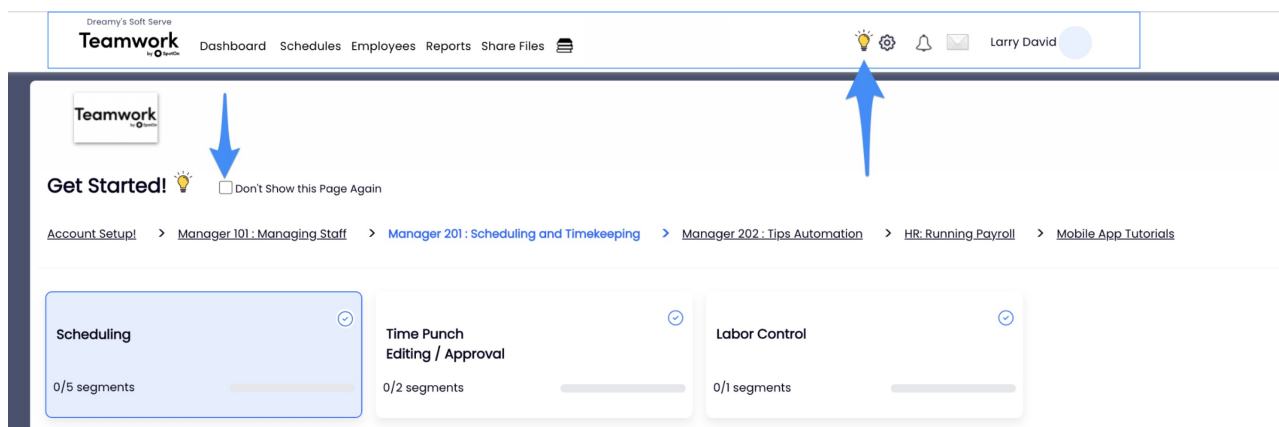 Dreamy's Soft Serve
Teamwork
by SpotOn
Dashboard Schedules Employees Reports Share Files
Larry David
Teamwork
by SpotOn
Get Started!
Don't Show this Page Again
Account Setup! > Manager 101 : Managing Staff > Manager 201 : Scheduling and Timekeeping > Manager 202 : Tips Automation > HR: Running Payroll > Mobile App Tutorials
Scheduling
0/5 segments
Time Punch
Editing / Approval
0/2 segments
Labor Control
0/1 segments